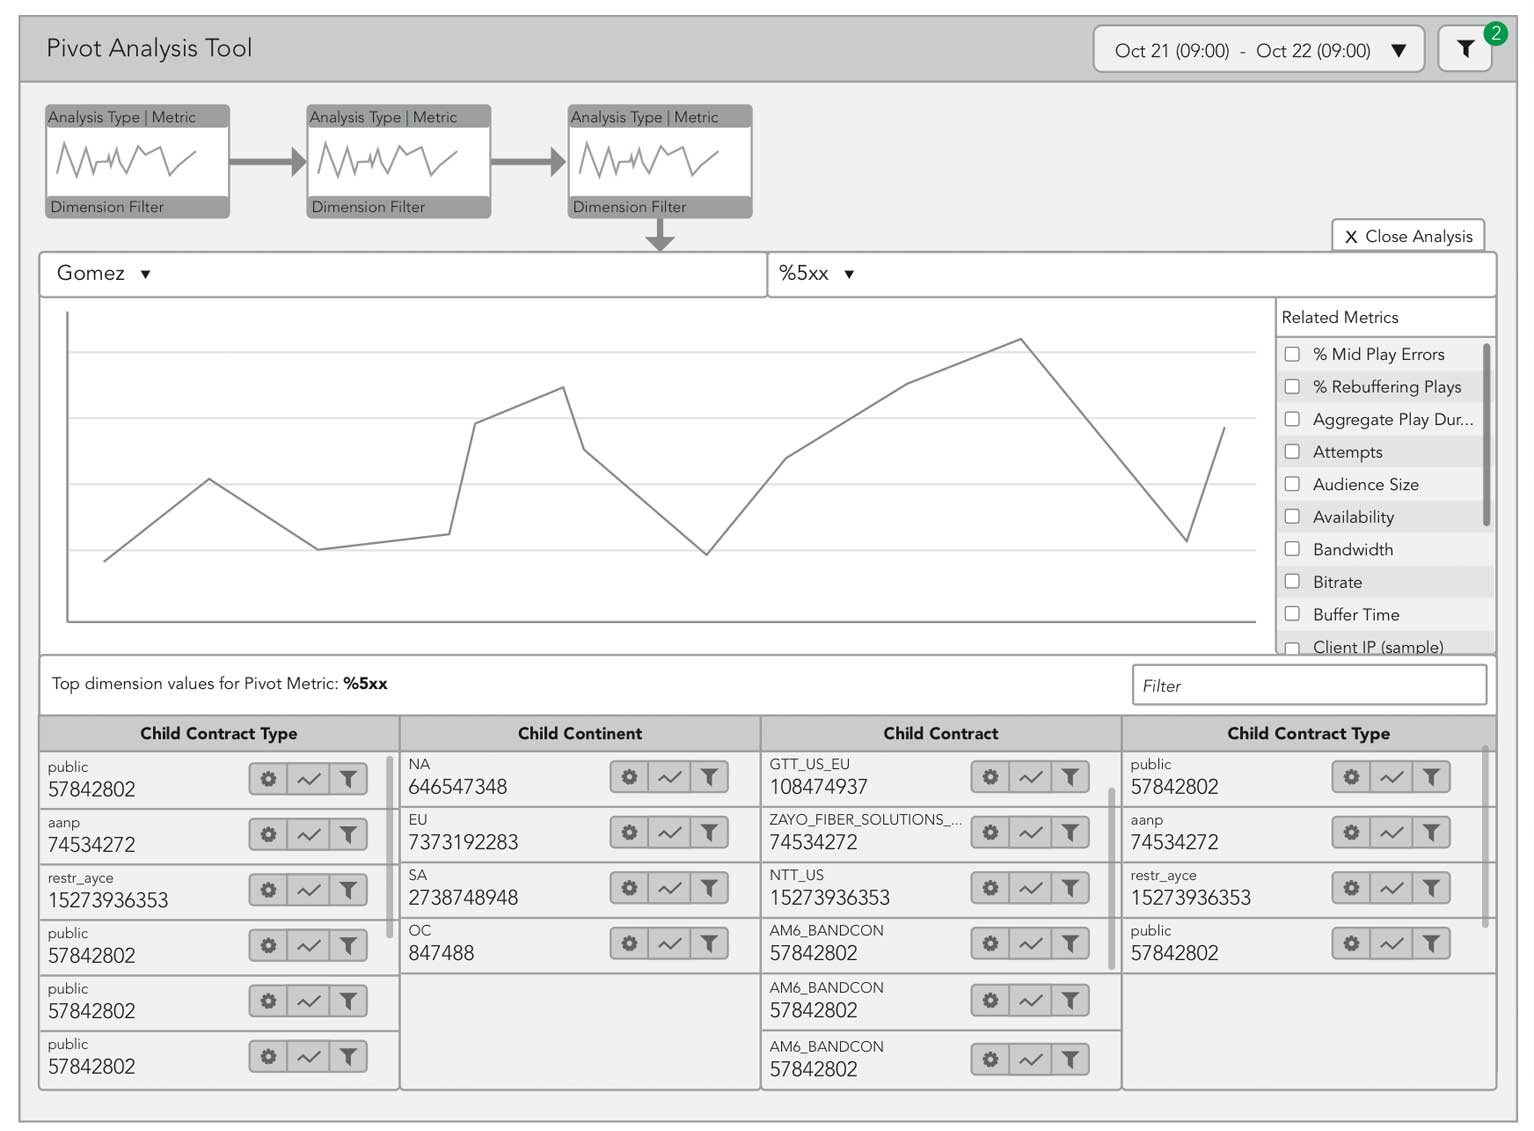 Pivot Analysis Tool
Oct 21 (09:00) - Oct 22 (09:00)
2
Analysis Type | Metric
Dimension Filter
Analysis Type | Metric
Dimension Filter
Analysis Type | Metric
Dimension Filter
X Close Analysis
Gomez
%5xx
Related Metrics
% Mid Play Errors
% Rebuffering Plays
Aggregate Play Dur...
Attempts
Audience Size
Availability
Bandwidth
Bitrate
Buffer Time
Client IP (sample)
Top dimension values for Pivot Metric: %5xx
Filter
Child Contract Type
public
57842802
aanp
74534272
restr_ayce
15273936353
public
57842802
public
57842802
public
57842802
Child Continent
NA
646547348
EU
7373192283
SA
2738748948
OC
847488
Child Contract
GTT_US_EU
108474937
ZAYO_FIBER_SOLUTIONS_...
74534272
NTT_US
15273936353
AM6_BANDCON
57842802
AM6_BANDCON
57842802
AM6_BANDCON
57842802
Child Contract Type
public
57842802
aanp
74534272
restr_ayce
15273936353
public
57842802